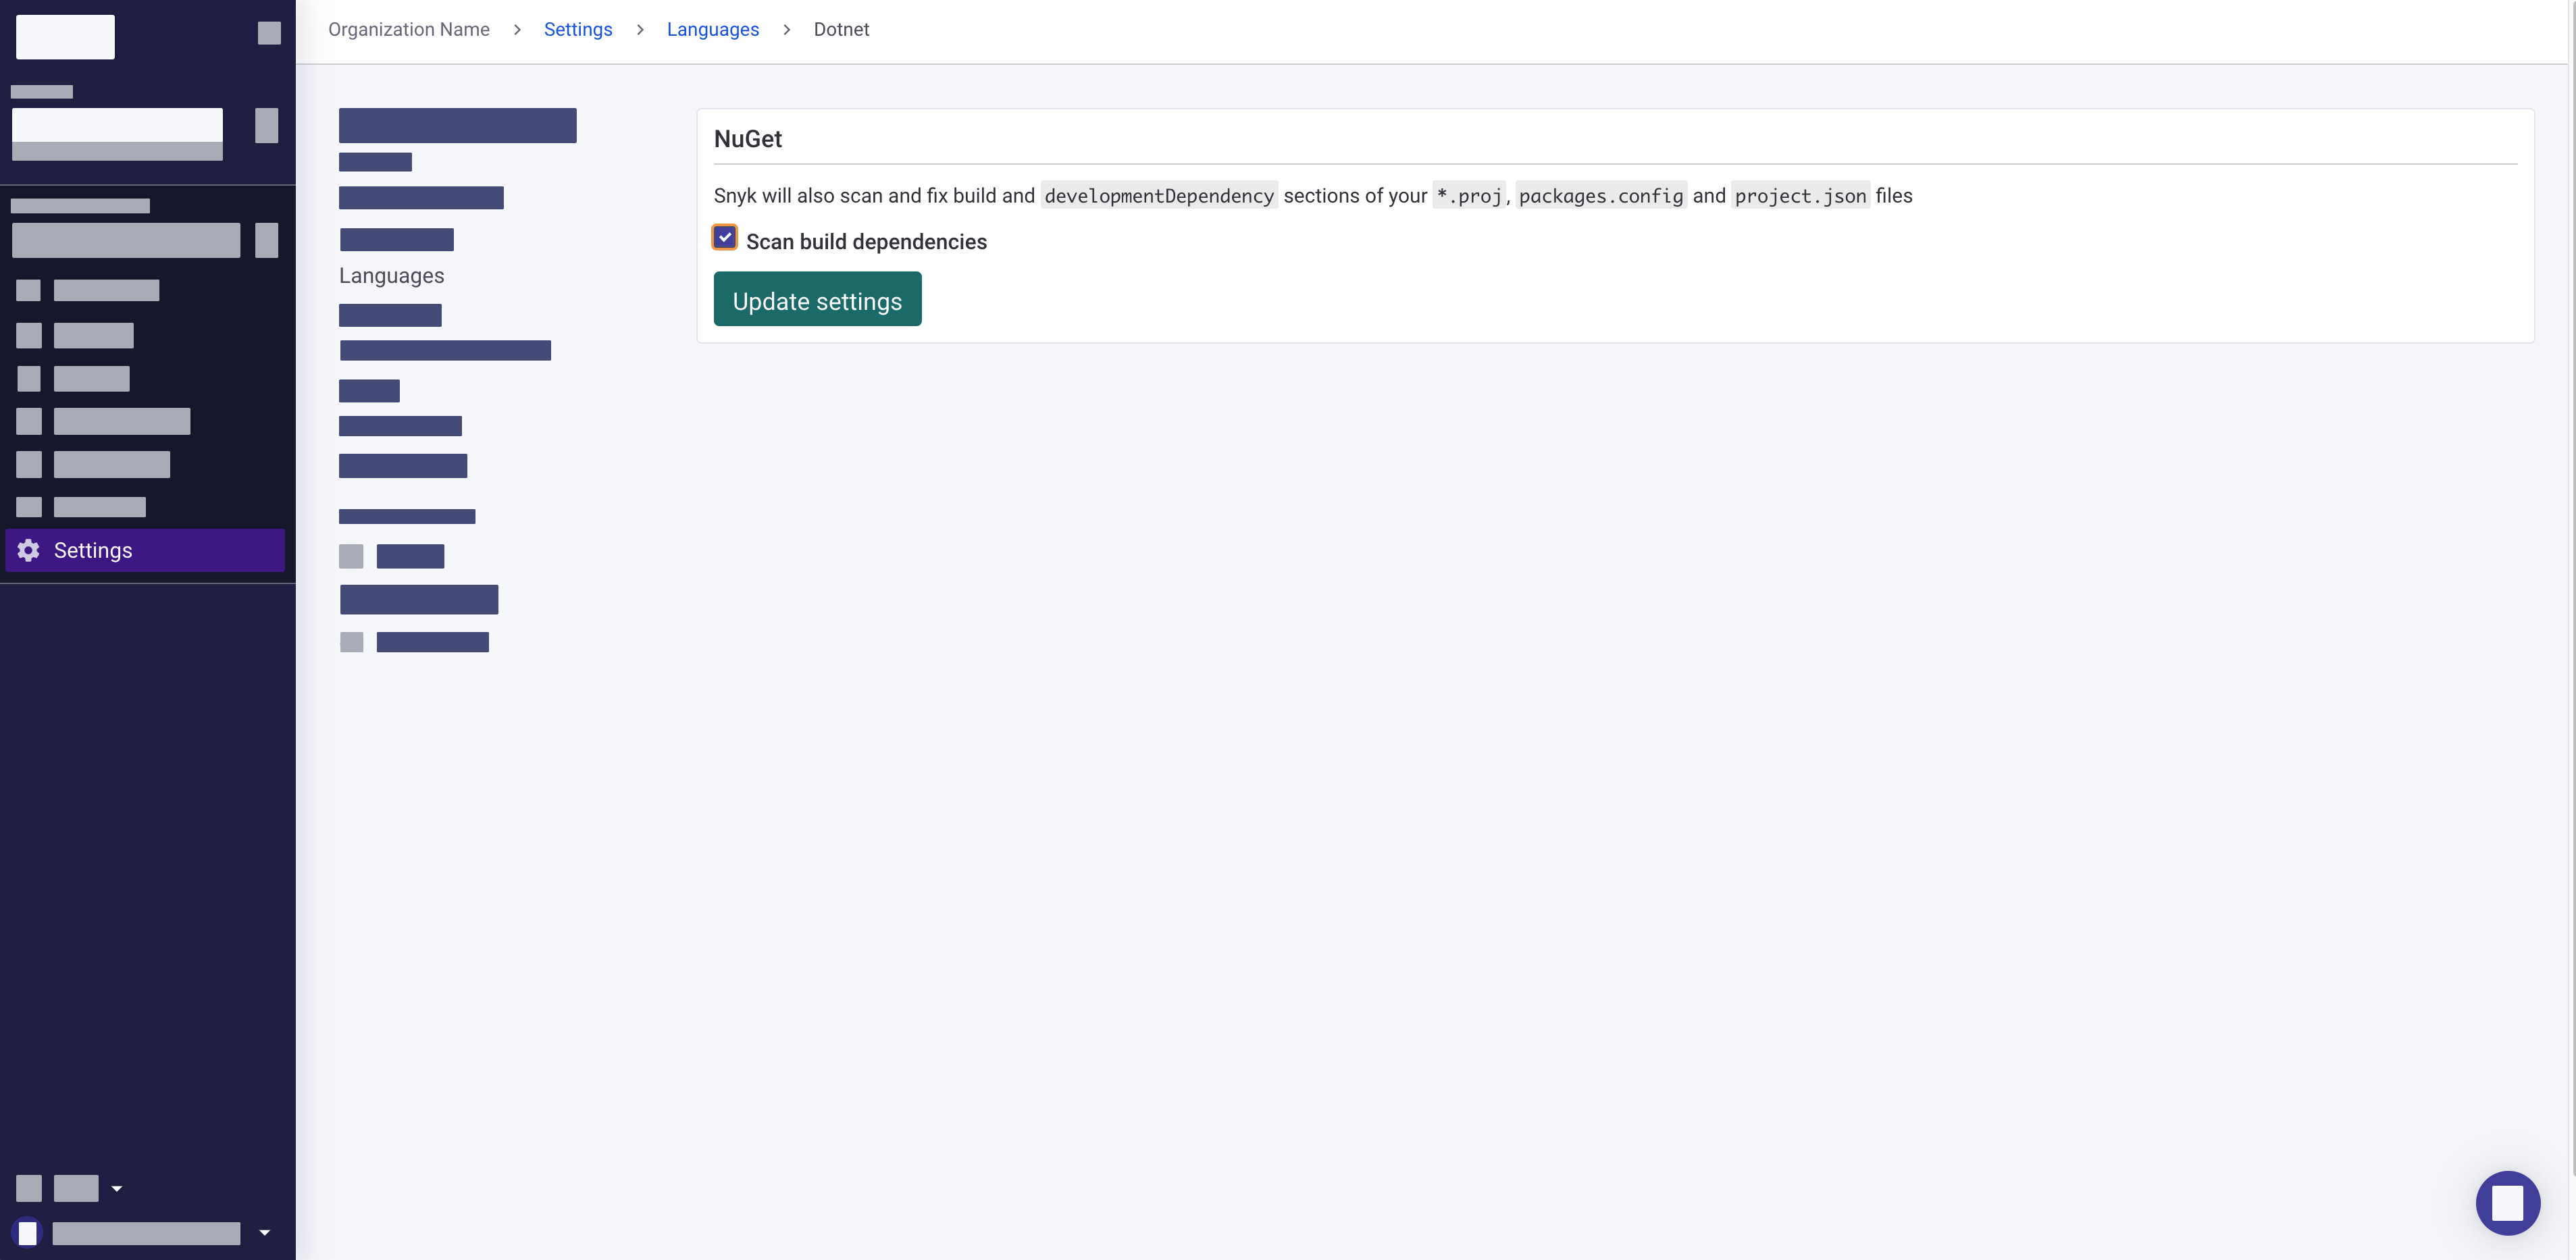 Organization Name > Settings > Languages > Dotnet
NuGet
Snyk will also scan and fix build and developmentDependency sections of your *.proj, packages.config and project.json files
Scan build dependencies
Update settings
Languages
Settings